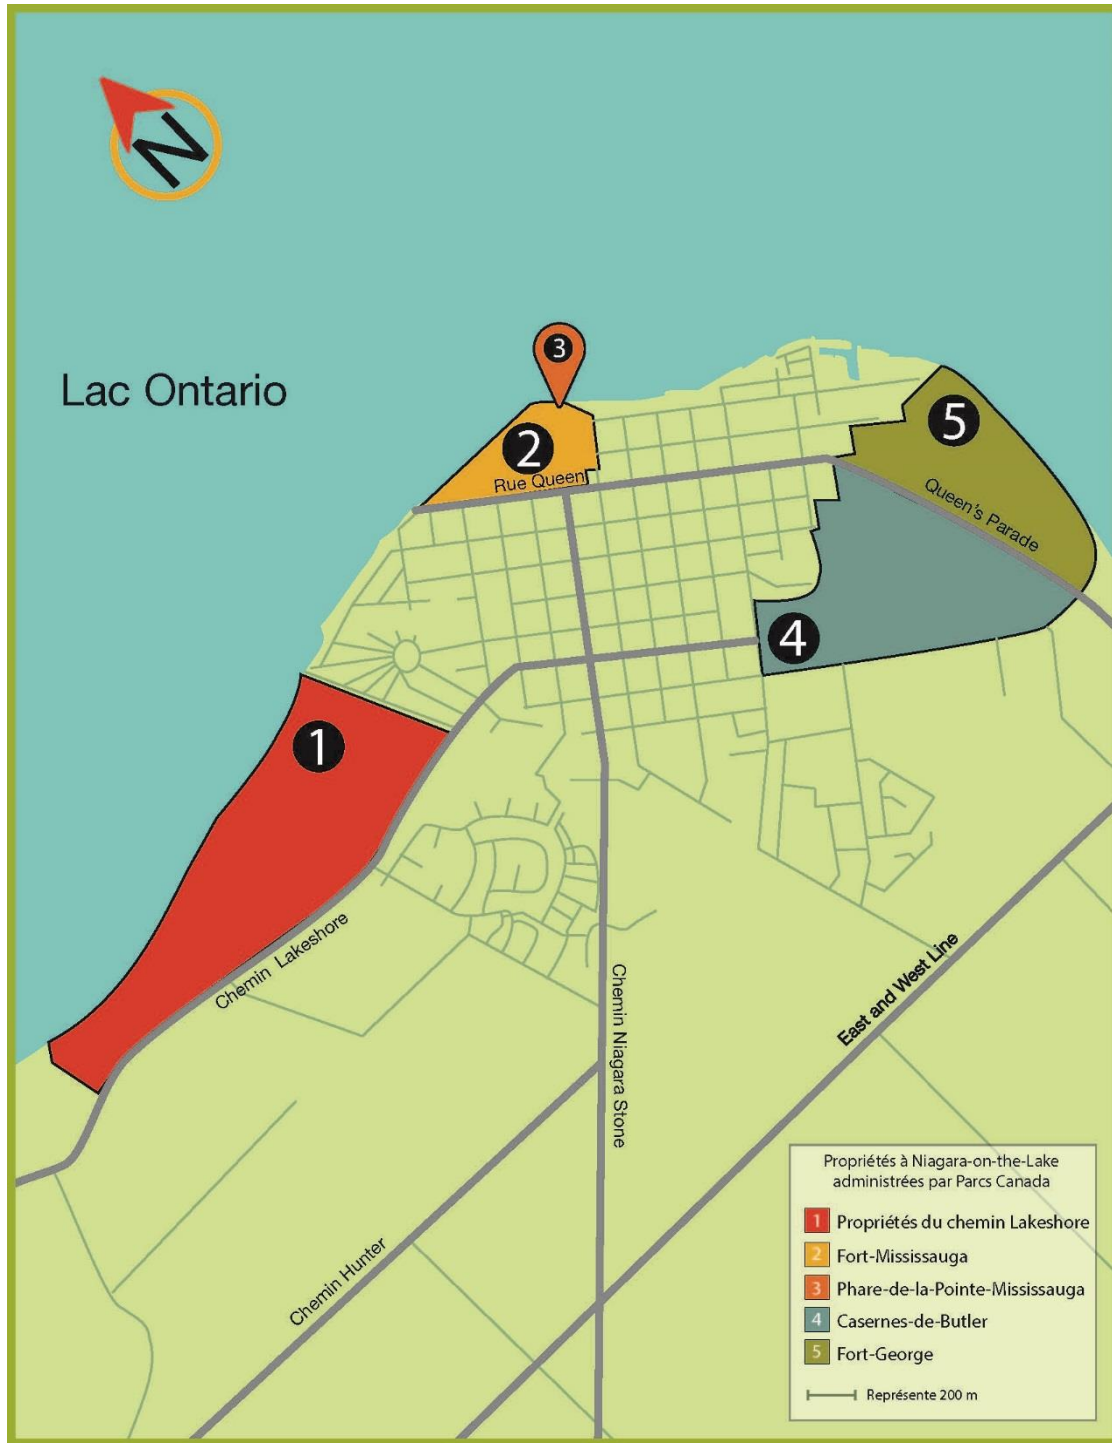 N
Lac Ontario
3
2
Rue Queen
5
Queen's Parade
4
1
Chemin Lakeshore
Chemin Niagara Stone
East and West Line
Chemin Hunter
Propriétés à Niagara-on-the-Lake
administrées par Parcs Canada
1 Propriétés du chemin Lakeshore
2 Fort-Mississauga
3 Phare-de-la-Pointe-Mississauga
4 Casernes-de-Butler
5 Fort-George
Représente 200 m